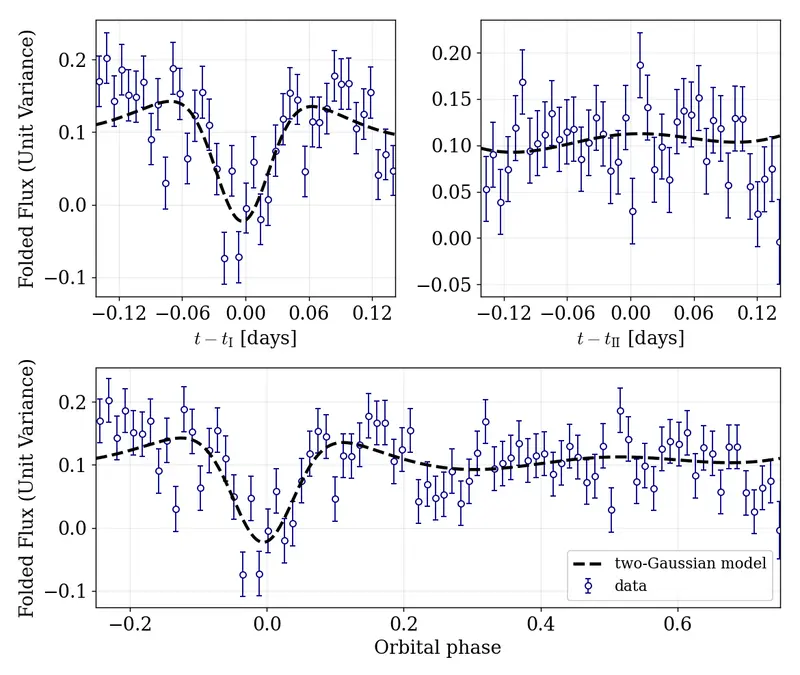 Folded Flux (Unit Variance)
0.2
0.1
0.0
−0.1
−0.12 −0.06 0.00 0.06 0.12
t − tI [days]
0.20
0.15
0.10
0.05
0.00
−0.05
−0.12 −0.06 0.00 0.06 0.12
t − tII [days]
Folded Flux (Unit Variance)
0.2
0.1
0.0
−0.1
−0.2 0.0 0.2 0.4 0.6
Orbital phase
two-Gaussian model
data